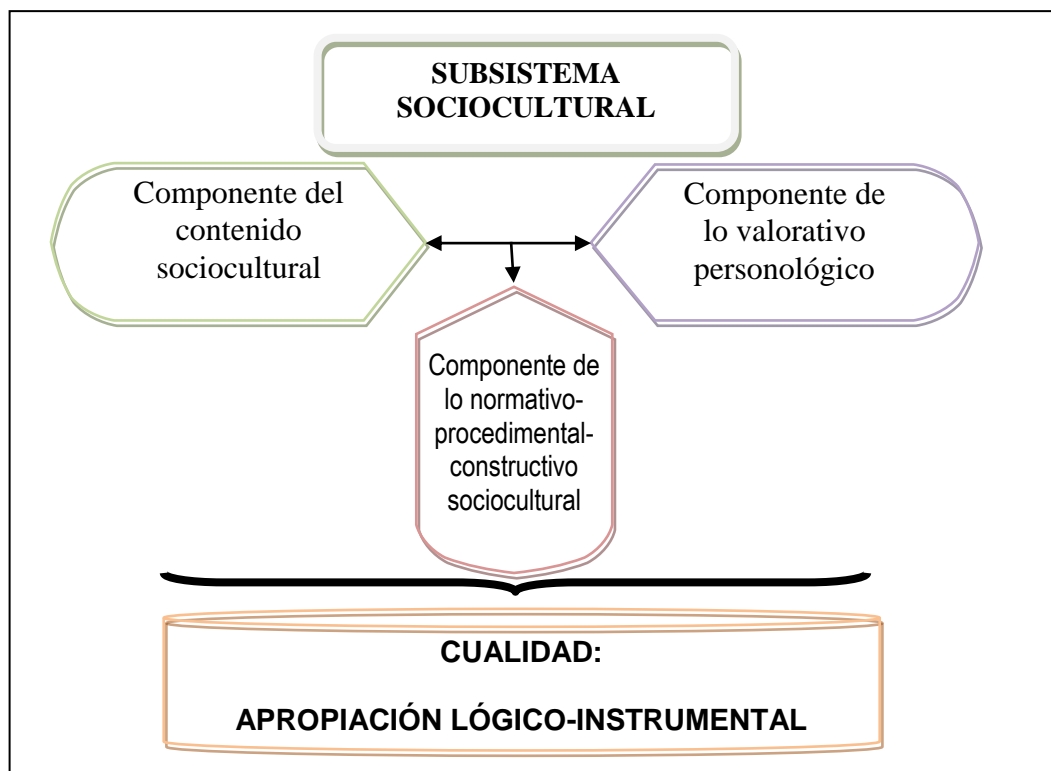 SUBSISTEMA
SOCIOCULTURAL
Componente del
contenido
sociocultural
Componente de
lo valorativo
personológico
Componente de
lo normativo-
procedimental-
constructivo
sociocultural
CUALIDAD:
APROPIACIÓN LÓGICO-INSTRUMENTAL